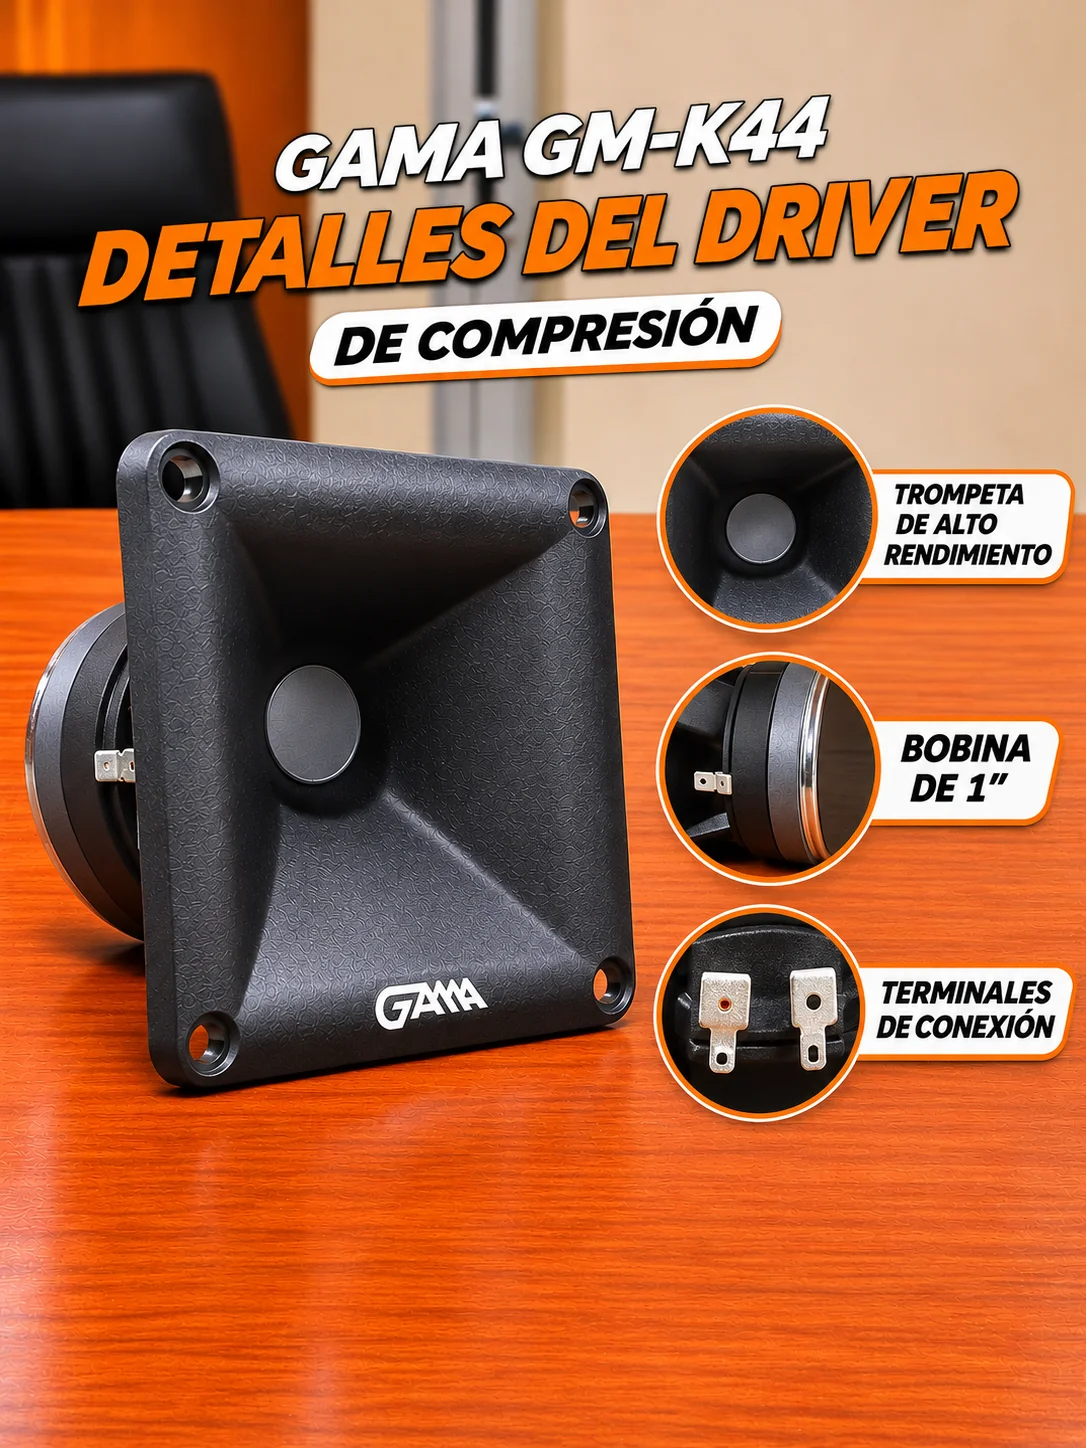 GAMA GM-K44
DETALLES DEL DRIVER
DE COMPRESIÓN
TROMPETA
DE ALTO
RENDIMIENTO
BOBINA
DE 1”
TERMINALES
DE CONEXIÓN
GAMA